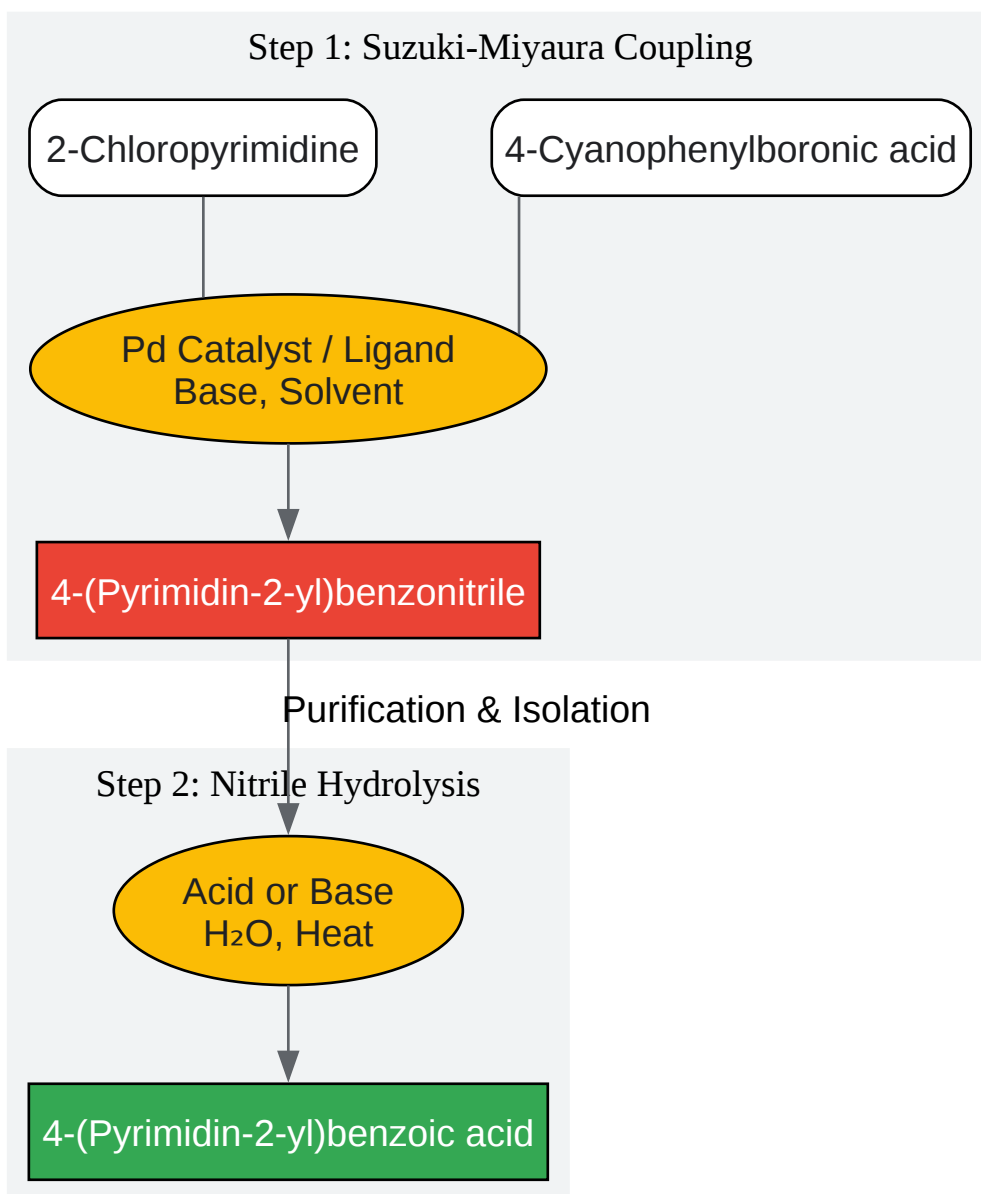 Step 1: Suzuki-Miyaura Coupling
2-Chloropyrimidine
4-Cyanophenylboronic acid
Pd Catalyst / Ligand
Base, Solvent
4-(Pyrimidin-2-yl)benzonitrile
Purification & Isolation
Step 2: Nitrile Hydrolysis
Acid or Base
H₂O, Heat
4-(Pyrimidin-2-yl)benzoic acid